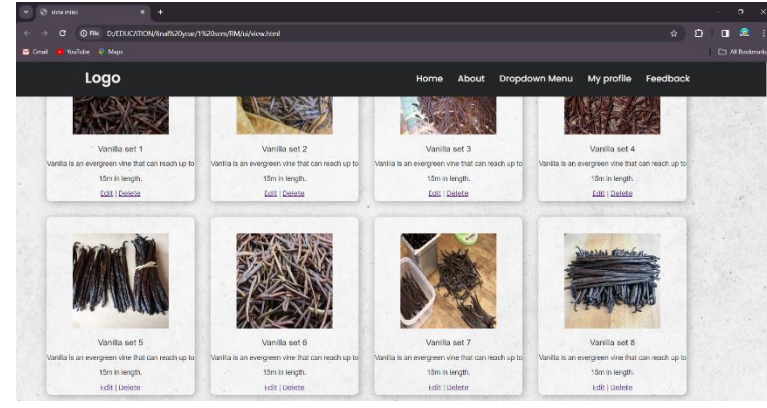 view mine
File D:/EDUCATION/final%20year/1%20sem/RM/ui/view.html
Gmail YouTube Maps All Bookmarks
Logo Home About Dropdown Menu My profile Feedback
Vanilla set 1 Vanilla set 2 Vanilla set 3 Vanilla set 4
Vanilla is an evergreen vine that can reach up to Vanilla is an evergreen vine that can reach up to Vanilla is an evergreen vine that can reach up to Vanilla is an evergreen vine that can reach up to
15m in length. 15m in length. 15m in length. 15m in length.
Edit | Delete Edit | Delete Edit | Delete Edit | Delete
Vanilla set 5 Vanilla set 6 Vanilla set 7 Vanilla set 8
Vanilla is an evergreen vine that can reach up to Vanilla is an evergreen vine that can reach up to Vanilla is an evergreen vine that can reach up to Vanilla is an evergreen vine that can reach up to
15m in length. 15m in length. 15m in length. 15m in length.
Edit | Delete Edit | Delete Edit | Delete Edit | Delete